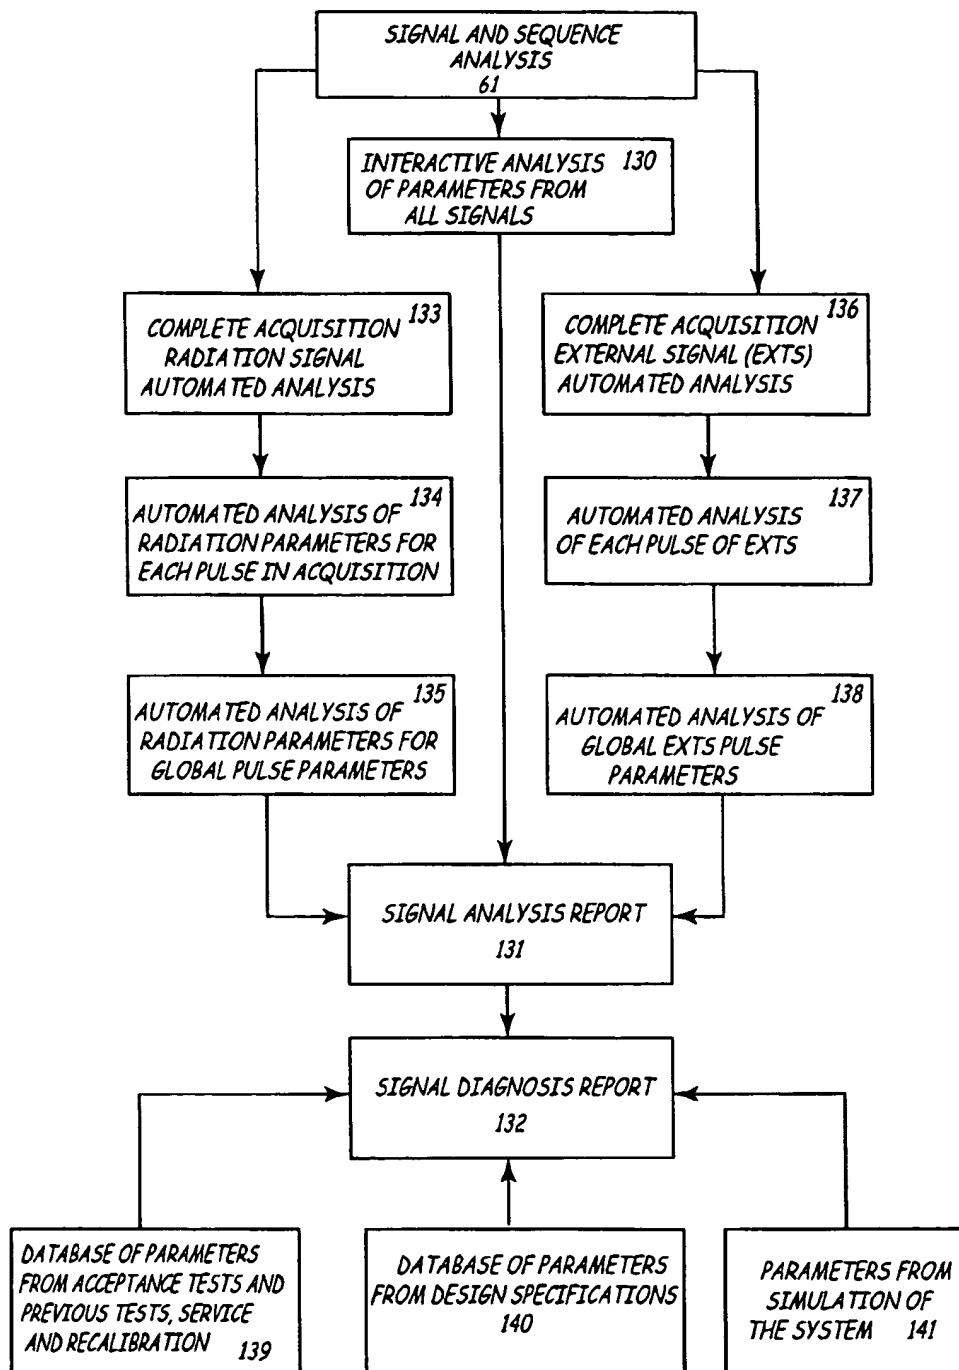 SIGNAL AND SEQUENCE
ANALYSIS
61
INTERACTIVE ANALYSIS 130
OF PARAMETERS FROM
ALL SIGNALS
COMPLETE ACQUISITION 133
RADIATION SIGNAL
AUTOMATED ANALYSIS
136
COMPLETE ACQUISITION
EXTERNAL SIGNAL (EXTS)
AUTOMATED ANALYSIS
134
AUTOMATED ANALYSIS OF
RADIATION PARAMETERS FOR
EACH PULSE IN ACQUISITION
137
AUTOMATED ANALYSIS
OF EACH PULSE OF EXTS
135
AUTOMATED ANALYSIS OF
RADIATION PARAMETERS FOR
GLOBAL PULSE PARAMETERS
138
AUTOMATED ANALYSIS OF
GLOBAL EXTS PULSE
PARAMETERS
SIGNAL ANALYSIS REPORT
131
SIGNAL DIAGNOSIS REPORT
132
DATABASE OF PARAMETERS
FROM ACCEPTANCE TESTS AND
PREVIOUS TESTS, SERVICE
AND RECALIBRATION 139
DATABASE OF PARAMETERS
FROM DESIGN SPECIFICATIONS
140
PARAMETERS FROM
SIMULATION OF
THE SYSTEM 141